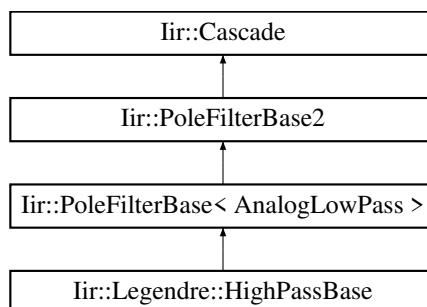 Iir::Cascade
Iir::PoleFilterBase2
Iir::PoleFilterBase< AnalogLowPass >
Iir::Legendre::HighPassBase